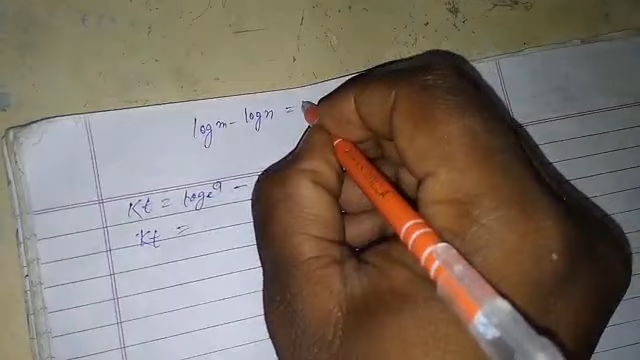 log m - log n =
Kt = log e a -
Kt =